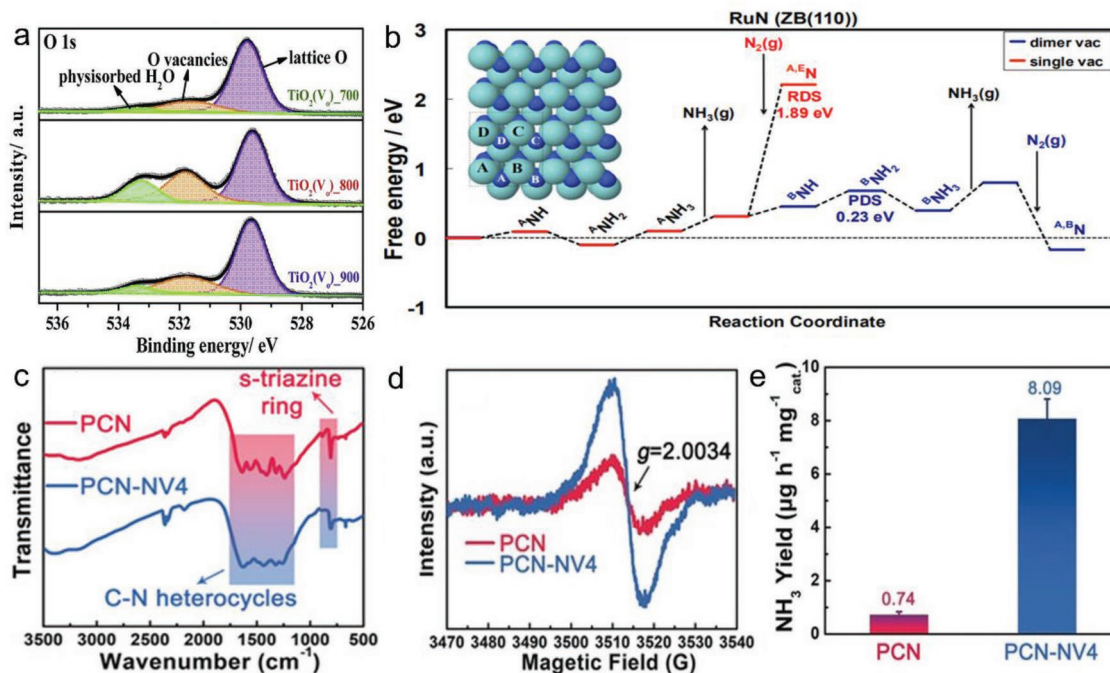 a
O 1s
physisorbed H₂O
O vacancies
lattice O
TiO₂(Vₒ)_700
TiO₂(Vₒ)_800
TiO₂(Vₒ)_900
Intensity/ a.u.
536 534 532 530 528 526
Binding energy/ eV
b
RuN (ZB(110))
dimer vac
single vac
Free energy / eV
3
2
1
0
-1
D C
D C
A B
A B
ᴬNH
ᴬNH₂
ᴬNH₃
NH₃(g)
N₂(g)
ᴬ,ᴱN
RDS
1.89 eV
ᴮNH
ᴮNH₂
PDS
0.23 eV
ᴮNH₃
NH₃(g)
N₂(g)
ᴬ,ᴮN
Reaction Coordinate
c
s-triazine
ring
PCN
PCN-NV4
C-N heterocycles
Transmittance
3500 3000 2500 2000 1500 1000 500
Wavenumber (cm⁻¹)
d
g=2.0034
PCN
PCN-NV4
Intensity (a.u.)
3470 3480 3490 3500 3510 3520 3530 3540
Magetic Field (G)
e
NH₃ Yield (μg h⁻¹ mg⁻¹cat.)
10
8
6
4
2
0
0.74
8.09
PCN
PCN-NV4